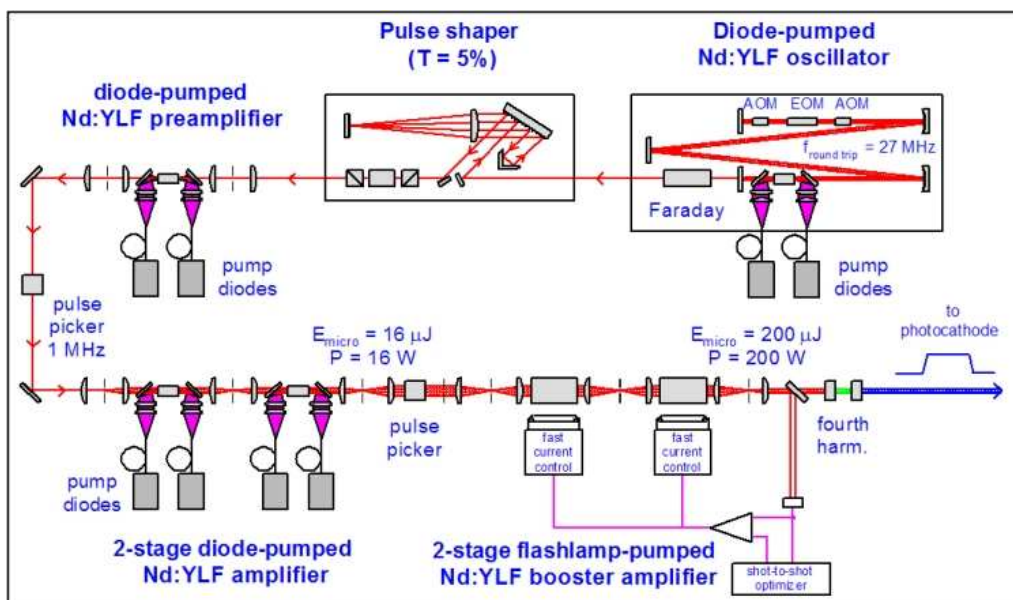 Pulse shaper
(T = 5%)
Diode-pumped
Nd:YLF oscillator
diode-pumped
Nd:YLF preamplifier
AOM EOM AOM
f round trip = 27 MHz
Faraday
pump
diodes
pump
diodes
pulse
picker
1 MHz
E micro = 16 μJ
P = 16 W
E micro = 200 μJ
P = 200 W
to
photocathode
pulse
picker
fast
current
control
fast
current
control
fourth
harm.
pump
diodes
2-stage diode-pumped
Nd:YLF amplifier
2-stage flashlamp-pumped
Nd:YLF booster amplifier
shot-to-shot
optimizer